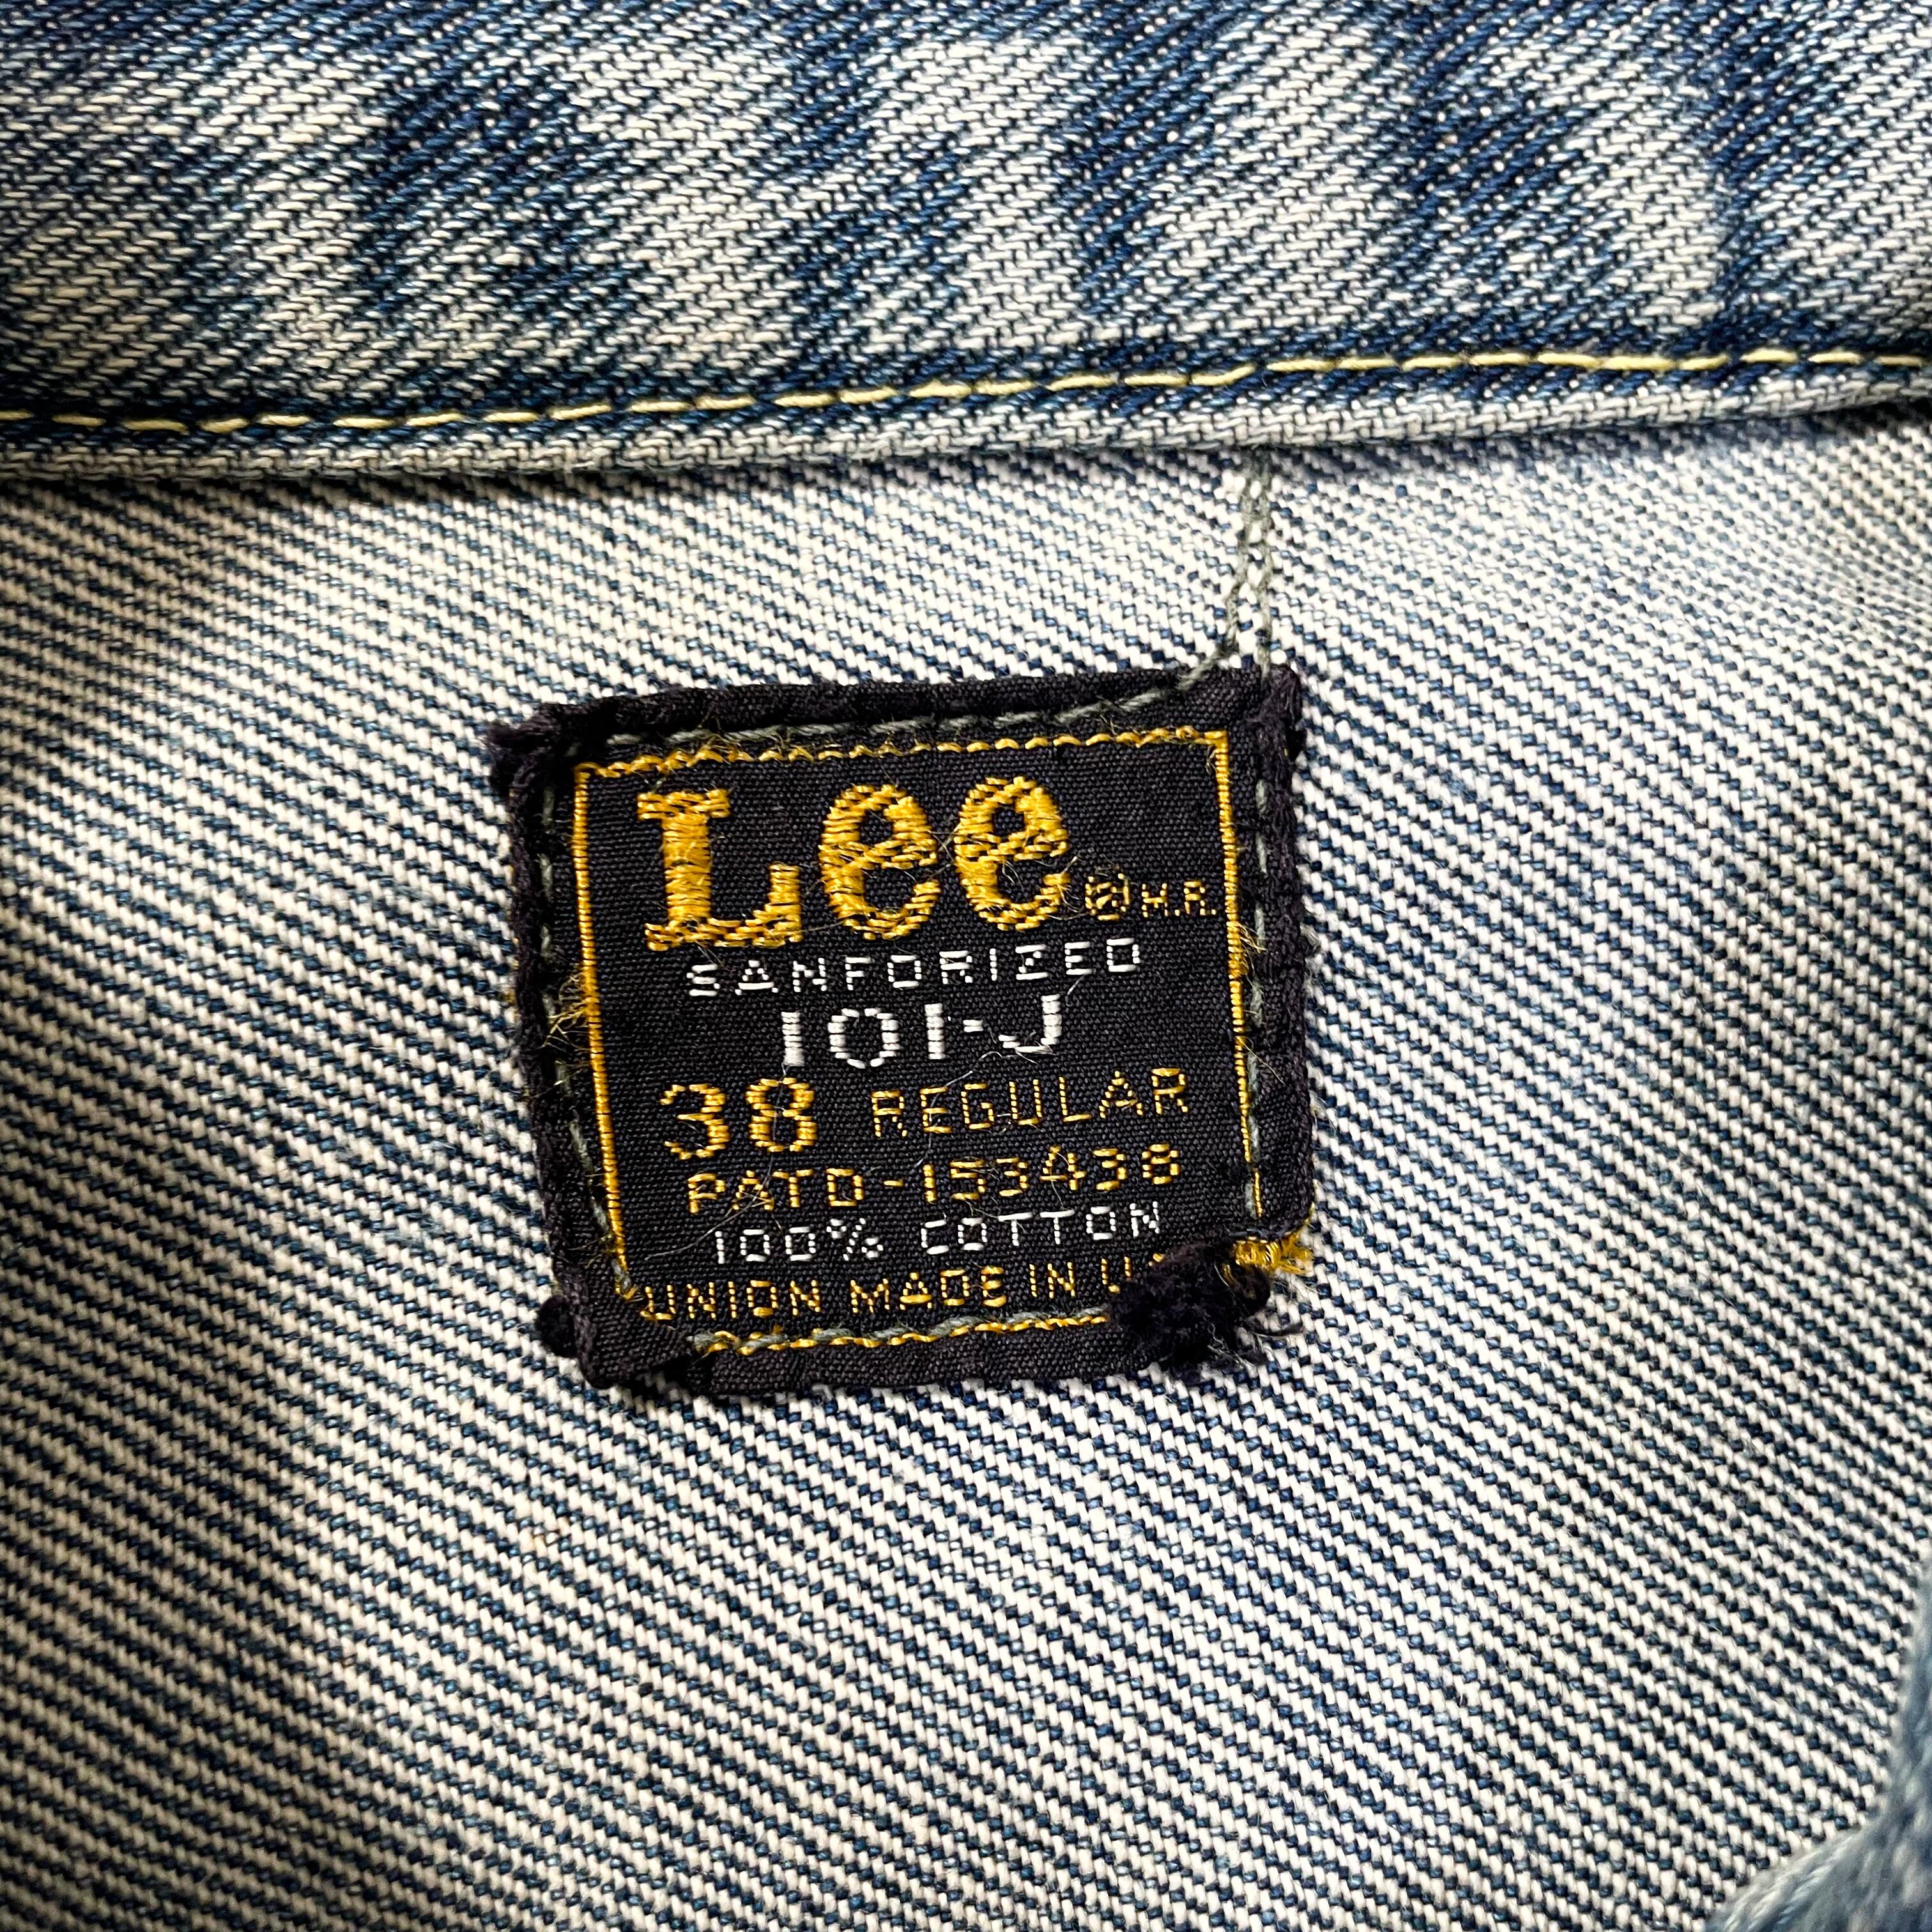 Lee ® M.R.
SANFORIZED
101-J
38 REGULAR
PATD-153438
100% COTTON
UNION MADE IN